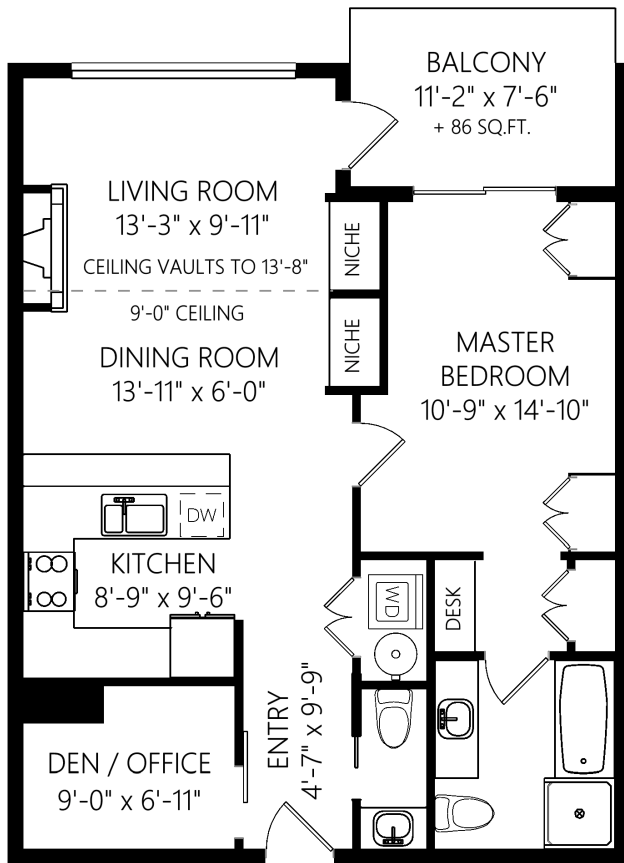 BALCONY
11'-2" x 7'-6"
+ 86 SQ.FT.
LIVING ROOM
13'-3" x 9'-11"
CEILING VAULTS TO 13'-8"
NICHE
9'-0" CEILING
NICHE
DINING ROOM
13'-11" x 6'-0"
MASTER
BEDROOM
10'-9" x 14'-10"
DW
KITCHEN
8'-9" x 9'-6"
WD
DESK
ENTRY
4'-7" x 9'-9"
DEN / OFFICE
9'-0" x 6'-11"